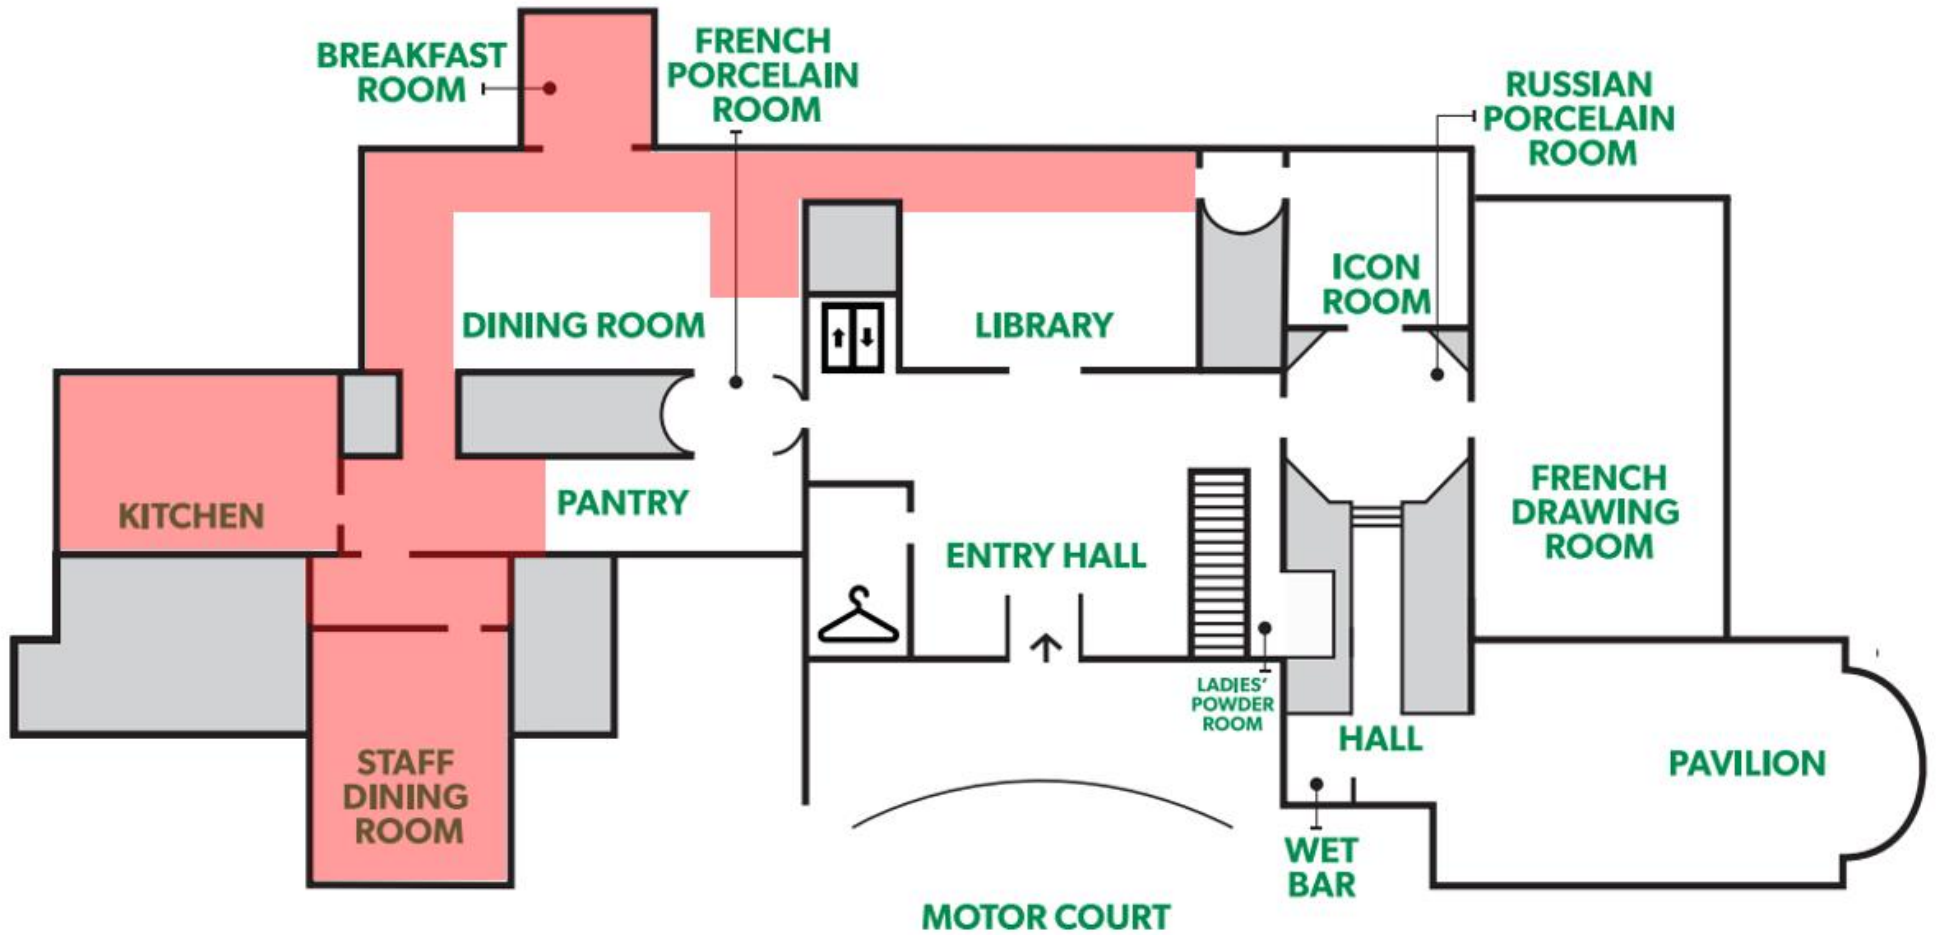 BREAKFAST
ROOM
FRENCH
PORCELAIN
ROOM
RUSSIAN
PORCELAIN
ROOM
ICON
ROOM
DINING ROOM
LIBRARY
KITCHEN
PANTRY
ENTRY HALL
FRENCH
DRAWING
ROOM
LADIES'
POWDER
ROOM
HALL
STAFF
DINING
ROOM
PAVILION
WET
BAR
MOTOR COURT